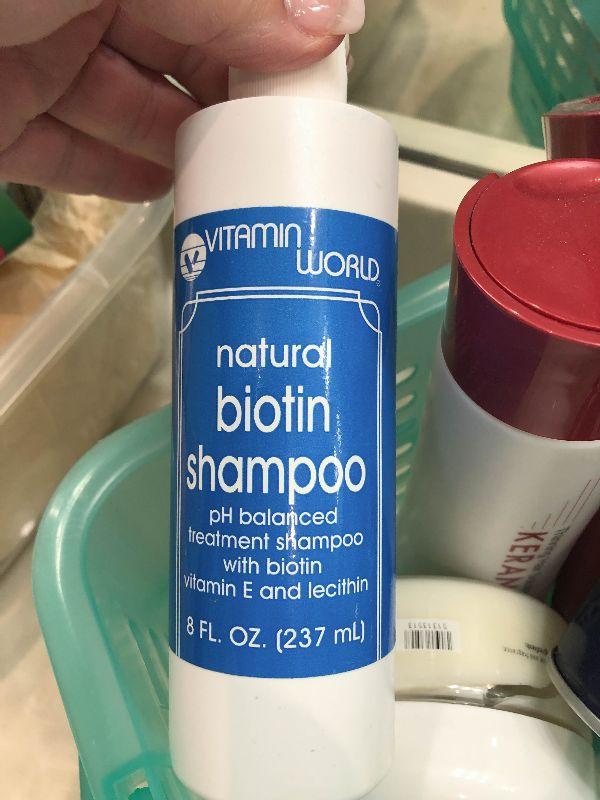 VITAMIN
WORLD
natural
biotin
shampoo
pH balanced
treatment shampoo
with biotin
vitamin E and lecithin
8 FL. OZ. (237 mL)